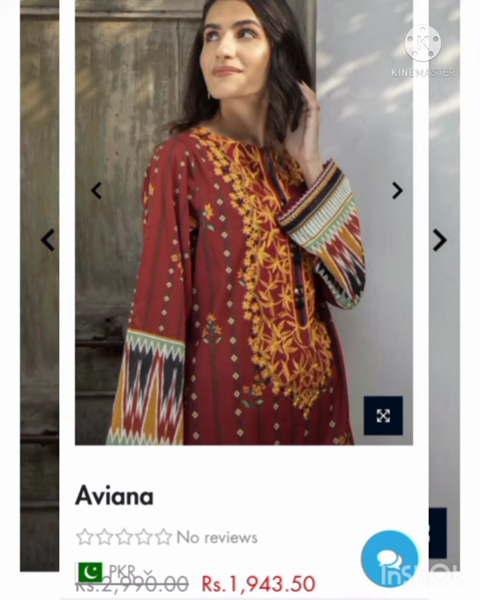 KINEMASTER
Aviana
No reviews
PKR
Rs.2,990.00 Rs.1,943.50
InShOt